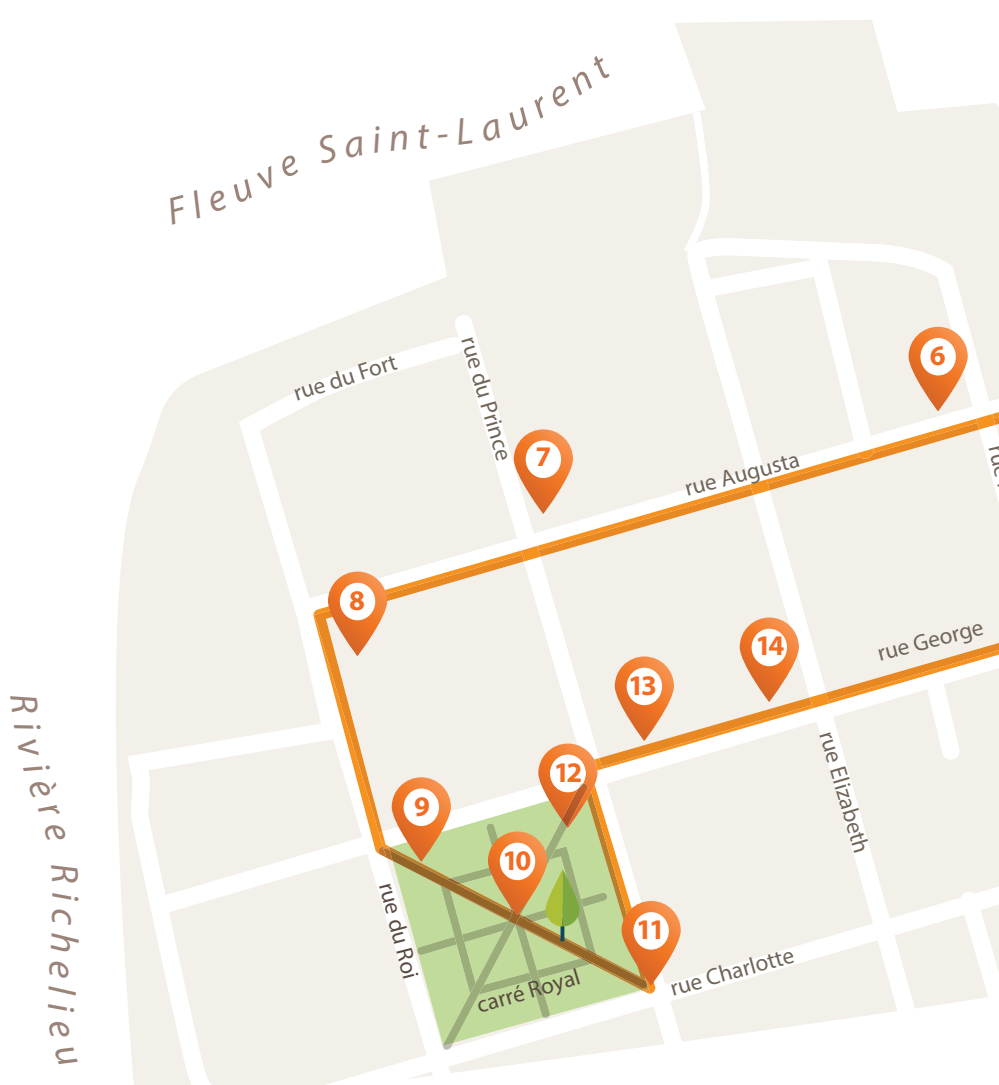 Fleuve Saint-Laurent
rue du Fort
rue du Prince
6
7
rue Augusta
8
14
rue George
13
12
Rivière Richelieu
9
rue Elizabeth
10
rue du Roi
11
carré Royal
rue Charlotte